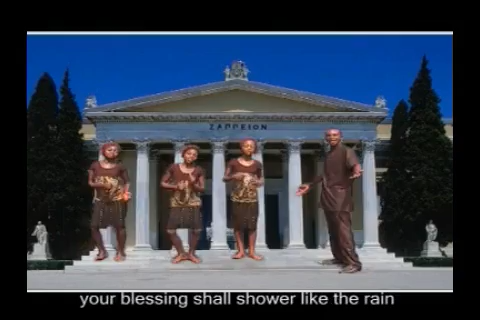 ΖΑΠΠΕΙΟΝ
your blessing shall shower like the rain